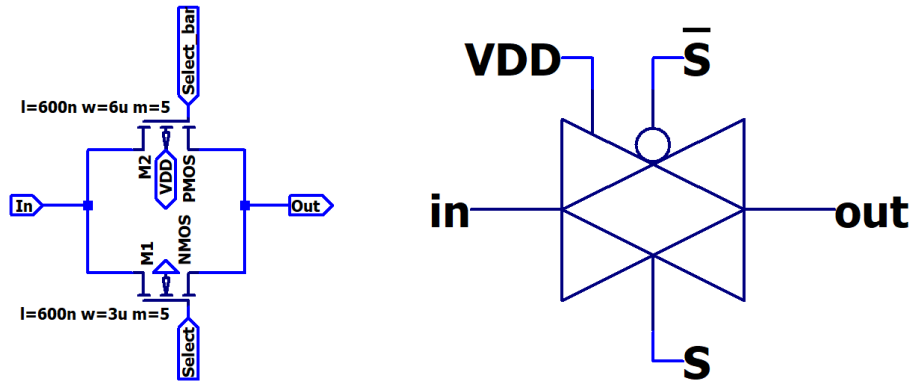 Select_bar
l=600n w=6u m=5
M2
VDD
PMOS
In
Out
M1
NMOS
l=600n w=3u m=5
Select
VDD
S̅
in
out
S